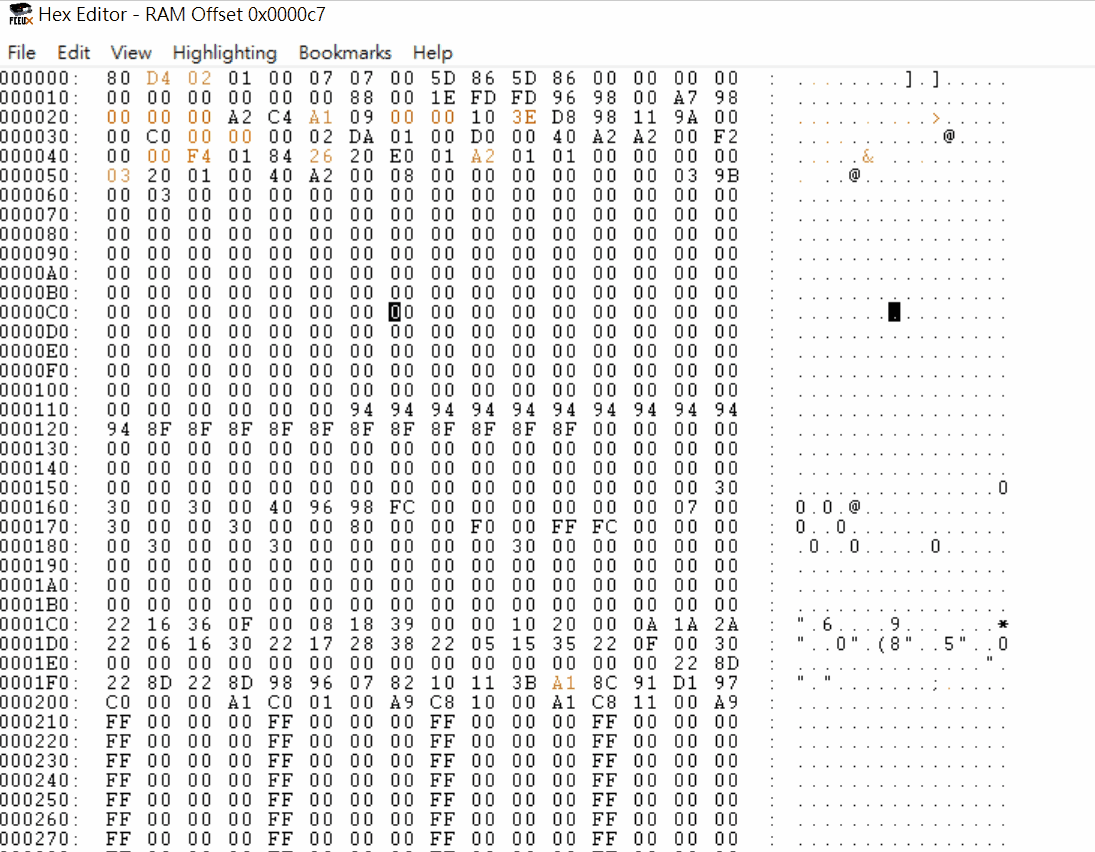 FCEUX Hex Editor - RAM Offset 0x0000c7
File Edit View Highlighting Bookmarks Help
000000: 80 D4 02 01 00 07 07 00 5D 86 5D 86 00 00 00 00 : ........].].....
000010: 00 00 00 00 00 00 88 00 1E FD FD 96 98 00 A7 98 : ................
000020: 00 00 00 A2 C4 A1 09 00 00 10 3E D8 98 11 9A 00 : ..........>.....
000030: 00 C0 00 00 00 02 DA 01 00 D0 00 40 A2 A2 00 F2 : ...........@....
000040: 00 00 F4 01 84 26 20 E0 01 A2 01 01 00 00 00 00 : .....& .........
000050: 03 20 01 00 40 A2 00 08 00 00 00 00 00 00 03 9B : . ..@...........
000060: 00 03 00 00 00 00 00 00 00 00 00 00 00 00 00 00 : ................
000070: 00 00 00 00 00 00 00 00 00 00 00 00 00 00 00 00 : ................
000080: 00 00 00 00 00 00 00 00 00 00 00 00 00 00 00 00 : ................
000090: 00 00 00 00 00 00 00 00 00 00 00 00 00 00 00 00 : ................
0000A0: 00 00 00 00 00 00 00 00 00 00 00 00 00 00 00 00 : ................
0000B0: 00 00 00 00 00 00 00 00 00 00 00 00 00 00 00 00 : ................
0000C0: 00 00 00 00 00 00 00 00 00 00 00 00 00 00 00 00 : ................
0000D0: 00 00 00 00 00 00 00 00 00 00 00 00 00 00 00 00 : ................
0000E0: 00 00 00 00 00 00 00 00 00 00 00 00 00 00 00 00 : ................
0000F0: 00 00 00 00 00 00 00 00 00 00 00 00 00 00 00 00 : ................
000100: 00 00 00 00 00 00 00 00 00 00 00 00 00 00 00 00 : ................
000110: 00 00 00 00 00 00 94 94 94 94 94 94 94 94 94 94 : ................
000120: 94 8F 8F 8F 8F 8F 8F 8F 8F 8F 8F 8F 00 00 00 00 : ................
000130: 00 00 00 00 00 00 00 00 00 00 00 00 00 00 00 00 : ................
000140: 00 00 00 00 00 00 00 00 00 00 00 00 00 00 00 00 : ................
000150: 00 00 00 00 00 00 00 00 00 00 00 00 00 00 00 30 : ...............0
000160: 30 00 30 00 40 96 98 FC 00 00 00 00 00 00 07 00 : 0.0.@...........
000170: 30 00 00 30 00 00 80 00 00 F0 00 FF FC 00 00 00 : 0..0............
000180: 00 30 00 00 30 00 00 00 00 00 30 00 00 00 00 00 : .0..0.....0.....
000190: 00 00 00 00 00 00 00 00 00 00 00 00 00 00 00 00 : ................
0001A0: 00 00 00 00 00 00 00 00 00 00 00 00 00 00 00 00 : ................
0001B0: 00 00 00 00 00 00 00 00 00 00 00 00 00 00 00 00 : ................
0001C0: 22 16 36 0F 00 08 18 39 00 00 10 20 00 0A 1A 2A : ".6....9... ...*
0001D0: 22 06 16 30 22 17 28 38 22 05 15 35 22 0F 00 30 : "..0".(8"..5"..0
0001E0: 00 00 00 00 00 00 00 00 00 00 00 00 00 00 22 8D : ..............".
0001F0: 22 8D 22 8D 98 96 07 82 10 11 3B A1 8C 91 D1 97 : ".".......;.....
000200: C0 00 00 A1 C0 01 00 A9 C8 10 00 A1 C8 11 00 A9 : ................
000210: FF 00 00 00 FF 00 00 00 FF 00 00 00 FF 00 00 00 : ................
000220: FF 00 00 00 FF 00 00 00 FF 00 00 00 FF 00 00 00 : ................
000230: FF 00 00 00 FF 00 00 00 FF 00 00 00 FF 00 00 00 : ................
000240: FF 00 00 00 FF 00 00 00 FF 00 00 00 FF 00 00 00 : ................
000250: FF 00 00 00 FF 00 00 00 FF 00 00 00 FF 00 00 00 : ................
000260: FF 00 00 00 FF 00 00 00 FF 00 00 00 FF 00 00 00 : ................
000270: FF 00 00 00 FF 00 00 00 FF 00 00 00 FF 00 00 00 : ................